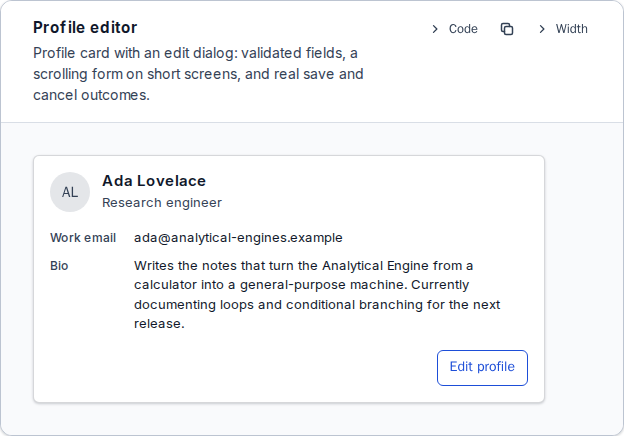 Profile editor
Code
Width
Profile card with an edit dialog: validated fields, a
scrolling form on short screens, and real save and
cancel outcomes.
AL
Ada Lovelace
Research engineer
Work email
ada@analytical-engines.example
Bio
Writes the notes that turn the Analytical Engine from a
calculator into a general-purpose machine. Currently
documenting loops and conditional branching for the next
release.
Edit profile